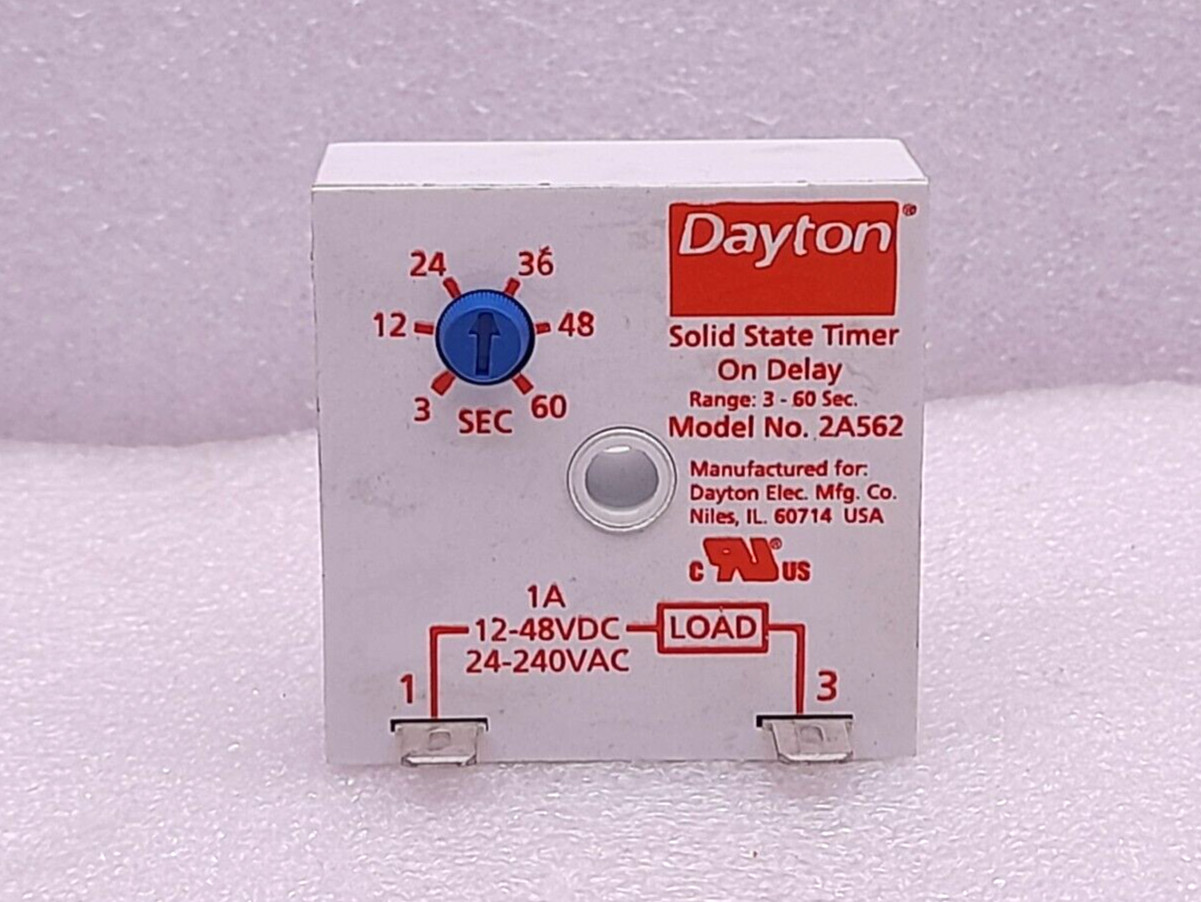 Dayton®
24 36
12 48
3 SEC 60
Solid State Timer
On Delay
Range: 3 - 60 Sec.
Model No. 2A562
Manufactured for:
Dayton Elec. Mfg. Co.
Niles, IL. 60714 USA
C RU® US
1A
12-48VDC LOAD
24-240VAC
1 3